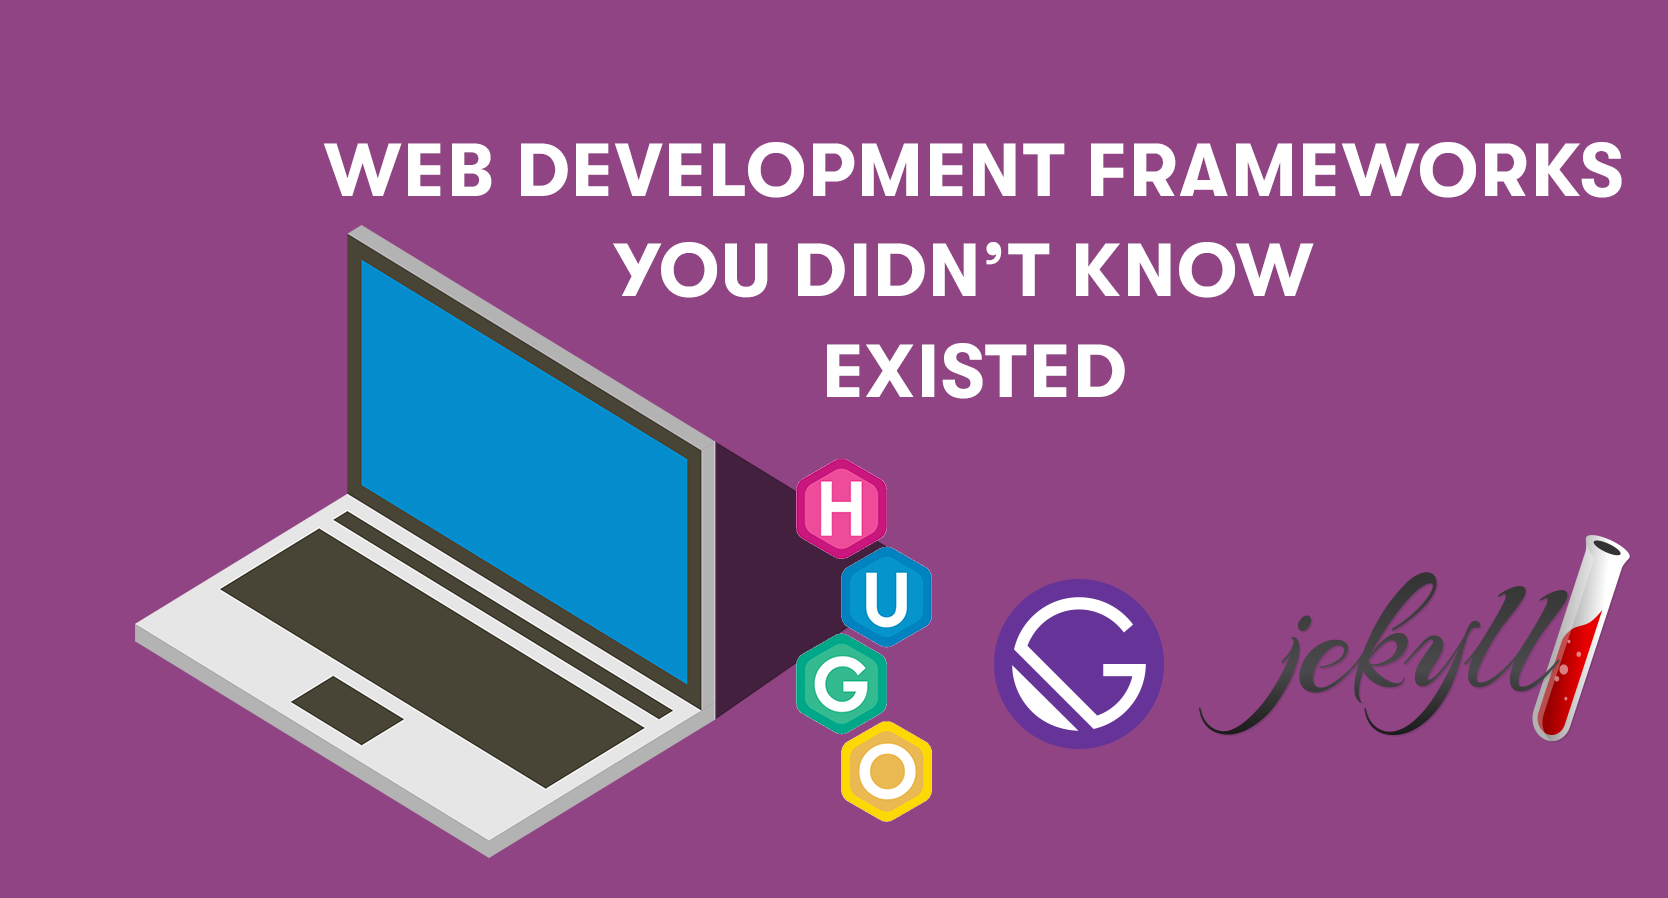 WEB DEVELOPMENT FRAMEWORKS
YOU DIDN’T KNOW
EXISTED
H
U
G
O
G
jekyll